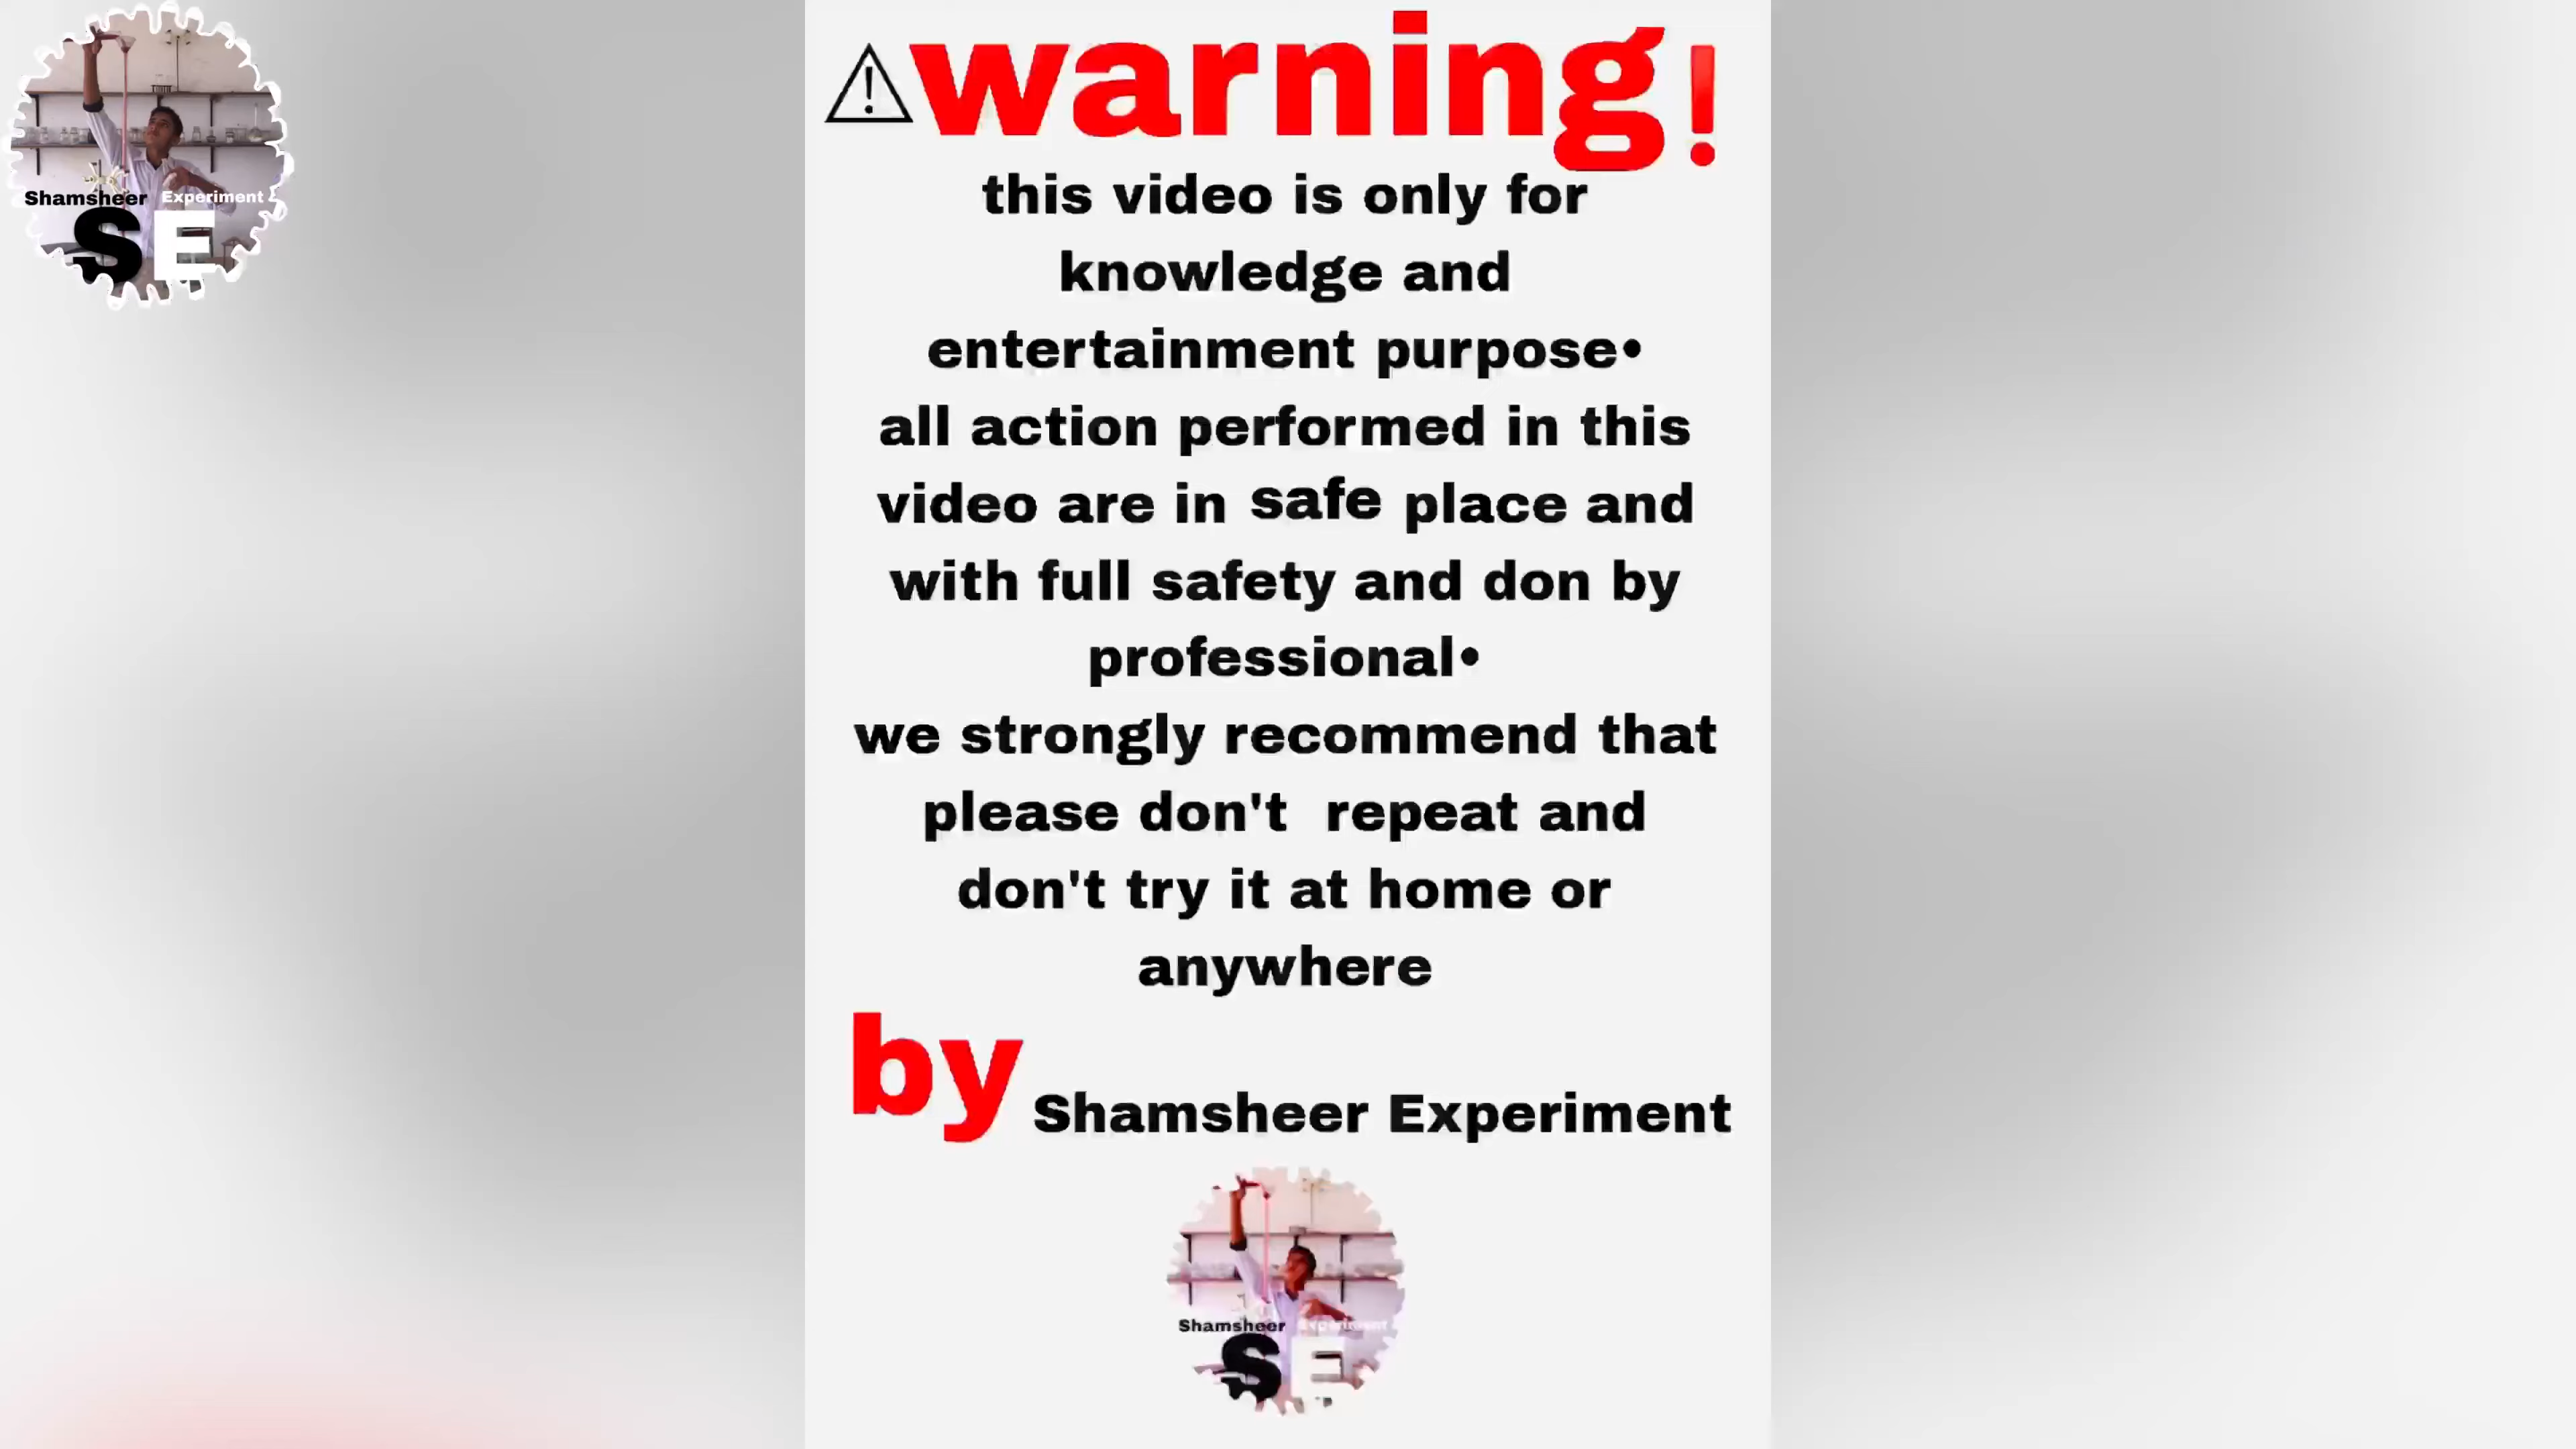 ⚠warning!
this video is only for
knowledge and
entertainment purpose•
all action performed in this
video are in safe place and
with full safety and don by
professional•
we strongly recommend that
please don't repeat and
don't try it at home or
anywhere
by Shamsheer Experiment
Shamsheer Experiment
SE
Shamsheer Experiment
SE